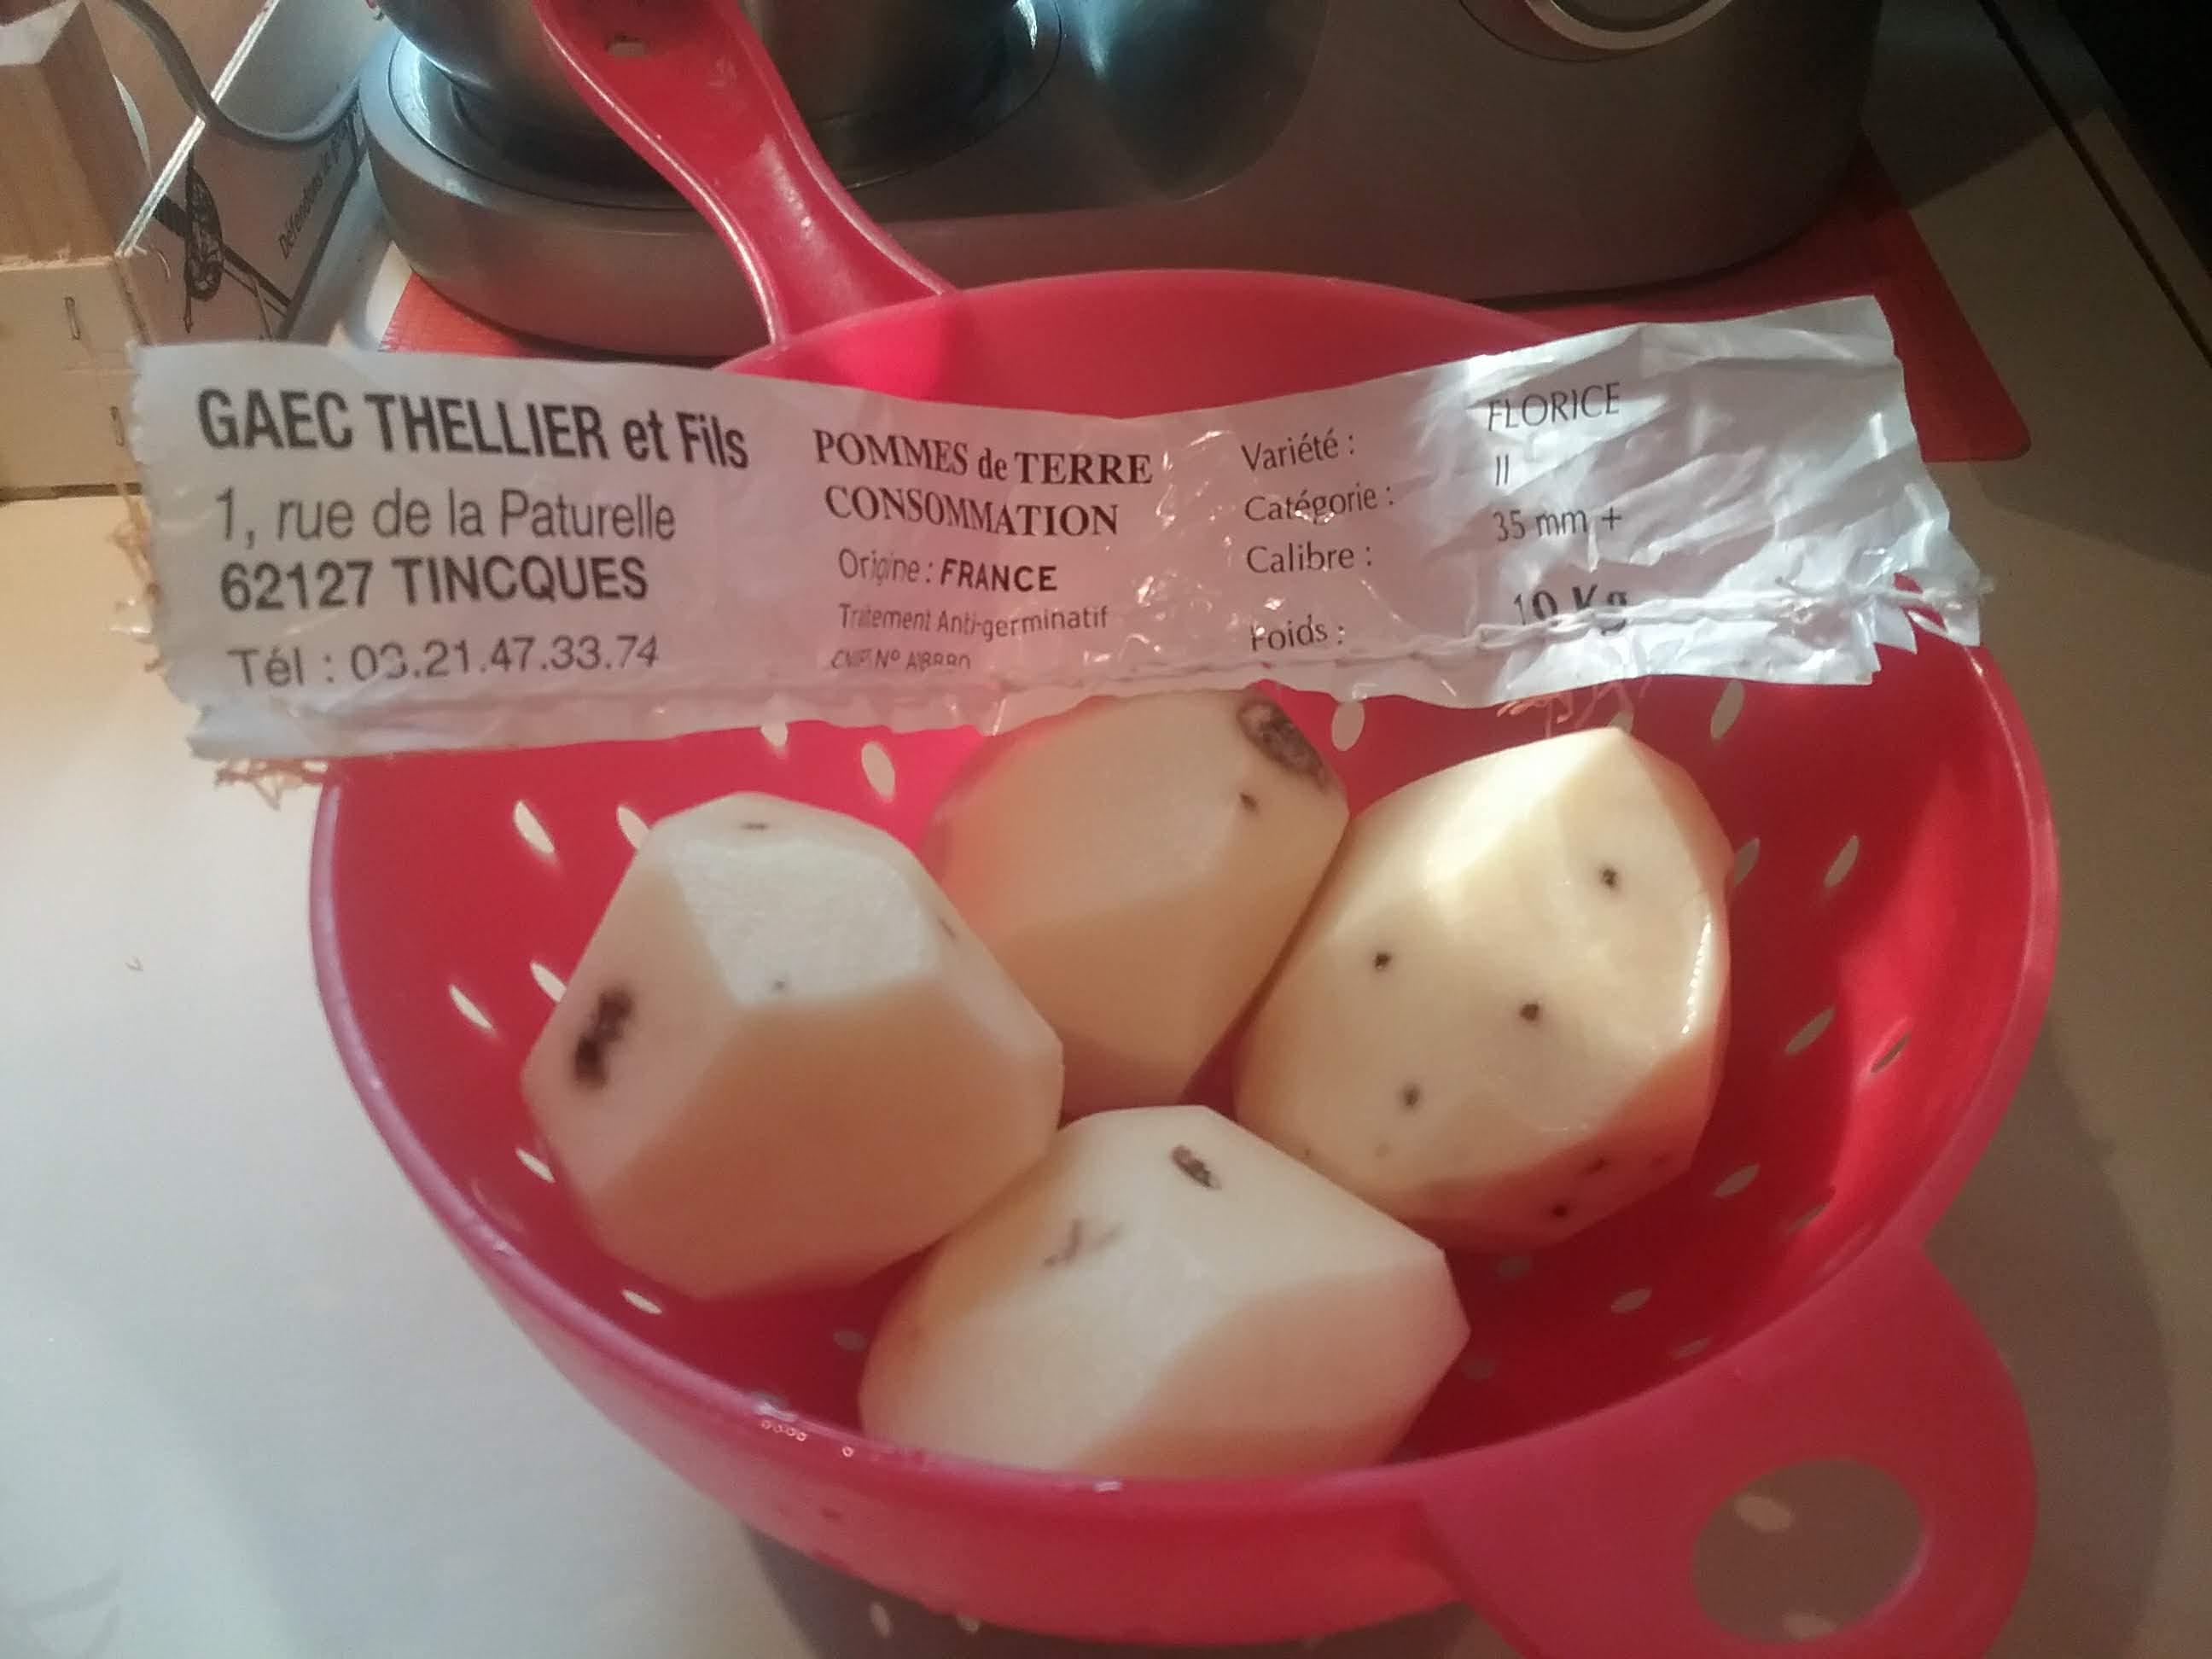 GAEC THELLIER et Fils
1, rue de la Paturelle
62127 TINCQUES
Tél : 03.21.47.33.74
POMMES de TERRE
CONSOMMATION
Origine : FRANCE
Traitement Anti-germinatif
Variété : FLORICE
Catégorie : II
Calibre : 35 mm +
Poids : 10 Kg